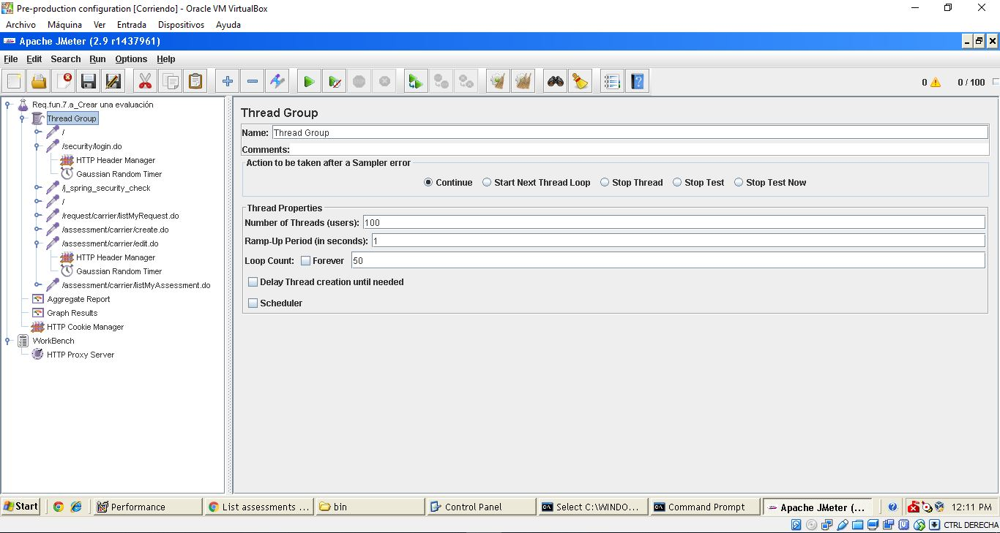 Pre-production configuration [Corriendo] - Oracle VM VirtualBox
Archivo Máquina Ver Entrada Dispositivos Ayuda
Apache JMeter (2.9 r1437961)
File Edit Search Run Options Help
0 0 / 100
Req.fun.7.a_Crear una evaluación
Thread Group
/
/security/login.do
HTTP Header Manager
Gaussian Random Timer
/j_spring_security_check
/
/request/carrier/listMyRequest.do
/assessment/carrier/create.do
/assessment/carrier/edit.do
HTTP Header Manager
Gaussian Random Timer
/assessment/carrier/listMyAssessment.do
Aggregate Report
Graph Results
HTTP Cookie Manager
WorkBench
HTTP Proxy Server
Thread Group
Name: Thread Group
Comments:
Action to be taken after a Sampler error
Continue Start Next Thread Loop Stop Thread Stop Test Stop Test Now
Thread Properties
Number of Threads (users): 100
Ramp-Up Period (in seconds): 1
Loop Count: Forever 50
Delay Thread creation until needed
Scheduler
Start Performance List assessments ... bin Control Panel Select C:\WINDO... Command Prompt Apache JMeter (... 12:11 PM
CTRL DERECHA